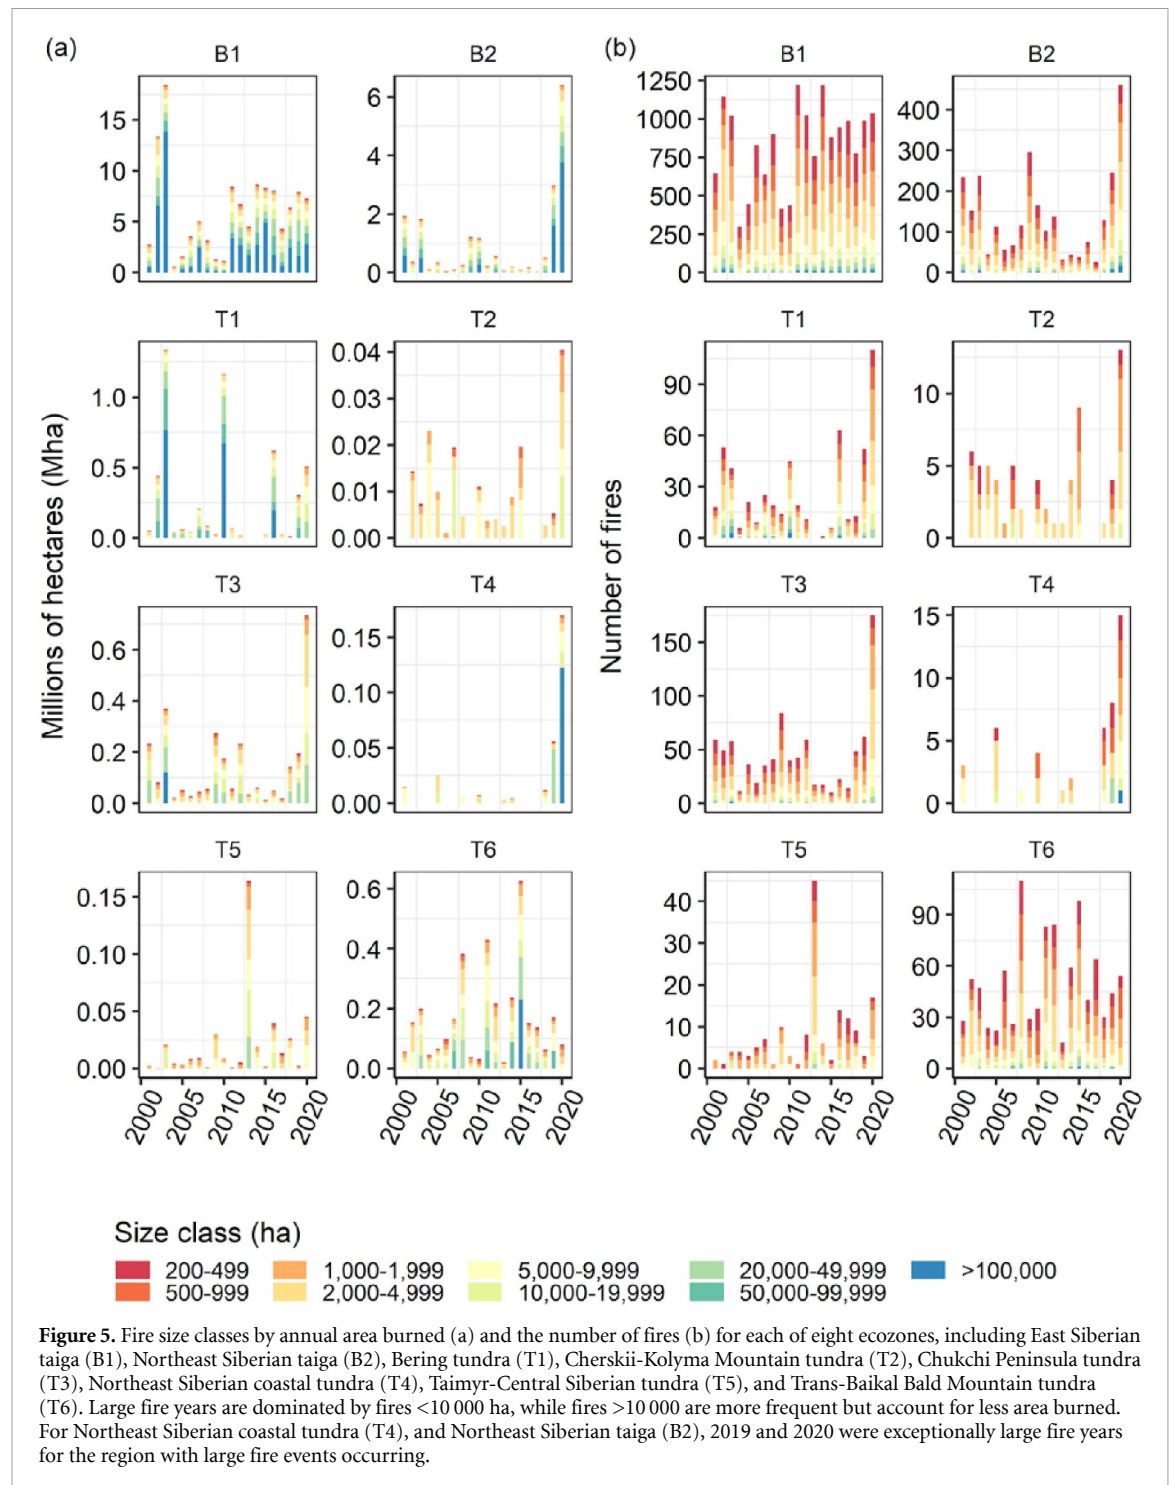 (a)
B1
B2
15
10
5
0
6
4
2
0
T1
T2
1.0
0.5
0.0
0.04
0.03
0.02
0.01
0.00
T3
T4
0.6
0.4
0.2
0.0
0.15
0.10
0.05
0.00
T5
T6
0.15
0.10
0.05
0.00
0.6
0.4
0.2
0.0
2000 2005 2010 2015 2020
2000 2005 2010 2015 2020
Millions of hectares (Mha)
(b)
B1
B2
1250
1000
750
500
250
0
400
300
200
100
0
T1
T2
90
60
30
0
10
5
0
T3
T4
150
100
50
0
15
10
5
0
T5
T6
40
30
20
10
0
90
60
30
0
2000 2005 2010 2015 2020
2000 2005 2010 2015 2020
Number of fires
Size class (ha)
200-499 1,000-1,999 5,000-9,999 20,000-49,999 >100,000
500-999 2,000-4,999 10,000-19,999 50,000-99,999
Figure 5. Fire size classes by annual area burned (a) and the number of fires (b) for each of eight ecozones, including East Siberian
taiga (B1), Northeast Siberian taiga (B2), Bering tundra (T1), Cherskii-Kolyma Mountain tundra (T2), Chukchi Peninsula tundra
(T3), Northeast Siberian coastal tundra (T4), Taimyr-Central Siberian tundra (T5), and Trans-Baikal Bald Mountain tundra
(T6). Large fire years are dominated by fires <10 000 ha, while fires >10 000 are more frequent but account for less area burned.
For Northeast Siberian coastal tundra (T4), and Northeast Siberian taiga (B2), 2019 and 2020 were exceptionally large fire years
for the region with large fire events occurring.